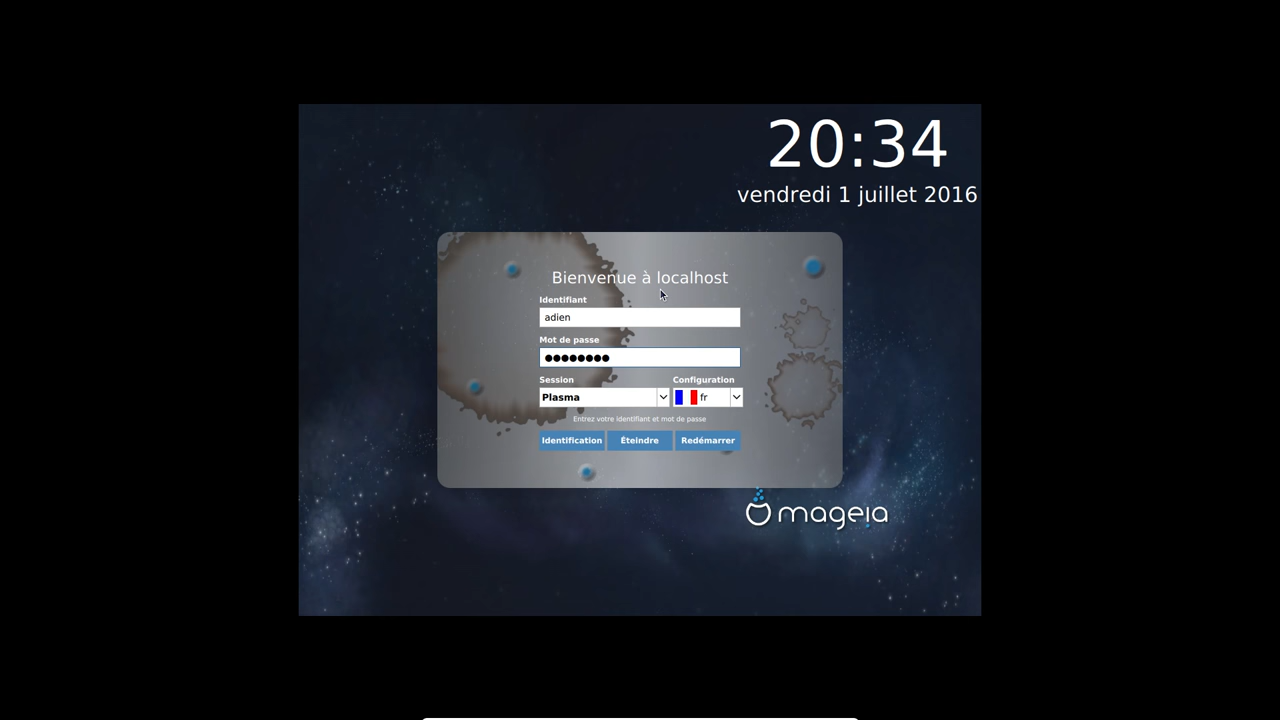 20:34
vendredi 1 juillet 2016
Bienvenue à localhost
Identifiant
adien
Mot de passe
●●●●●●●●
Session Configuration
Plasma fr
Entrez votre identifiant et mot de passe
Identification Éteindre Redémarrer
mageia